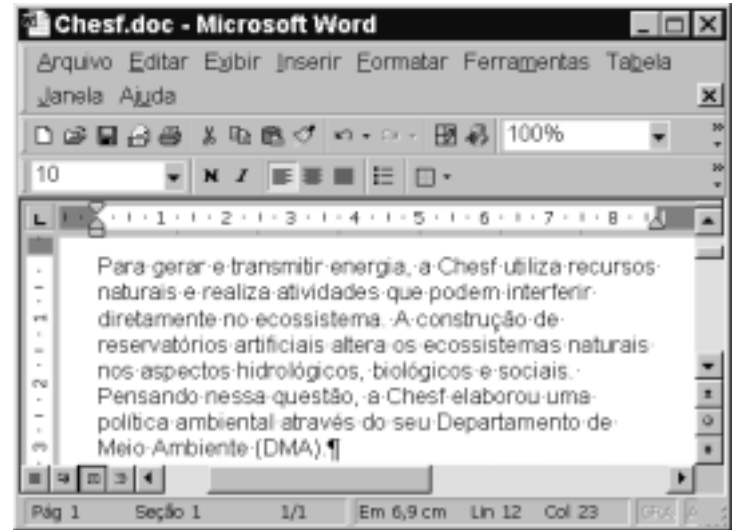 Chesf.doc - Microsoft Word
Arquivo Editar Exibir Inserir Formatar Ferramentas Tabela
Janela Ajuda
100%
10 N I
L 1 2 3 4 5 6 7 8
Para gerar e transmitir energia, a Chesf utiliza recursos
naturais e realiza atividades que podem interferir
diretamente no ecossistema. A construção de
reservatórios artificiais altera os ecossistemas naturais
nos aspectos hidrológicos, biológicos e sociais.
Pensando nessa questão, a Chesf elaborou uma
política ambiental através do seu Departamento de
Meio Ambiente (DMA).¶
Pág 1 Seção 1 1/1 Em 6,9 cm Lin 12 Col 23